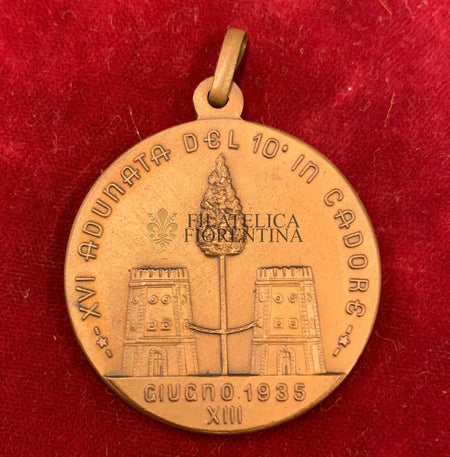 XVI ADUNATA DEL 10° IN CADORE
FILATELICA
FIORENTINA
GIUGNO 1935
XIII